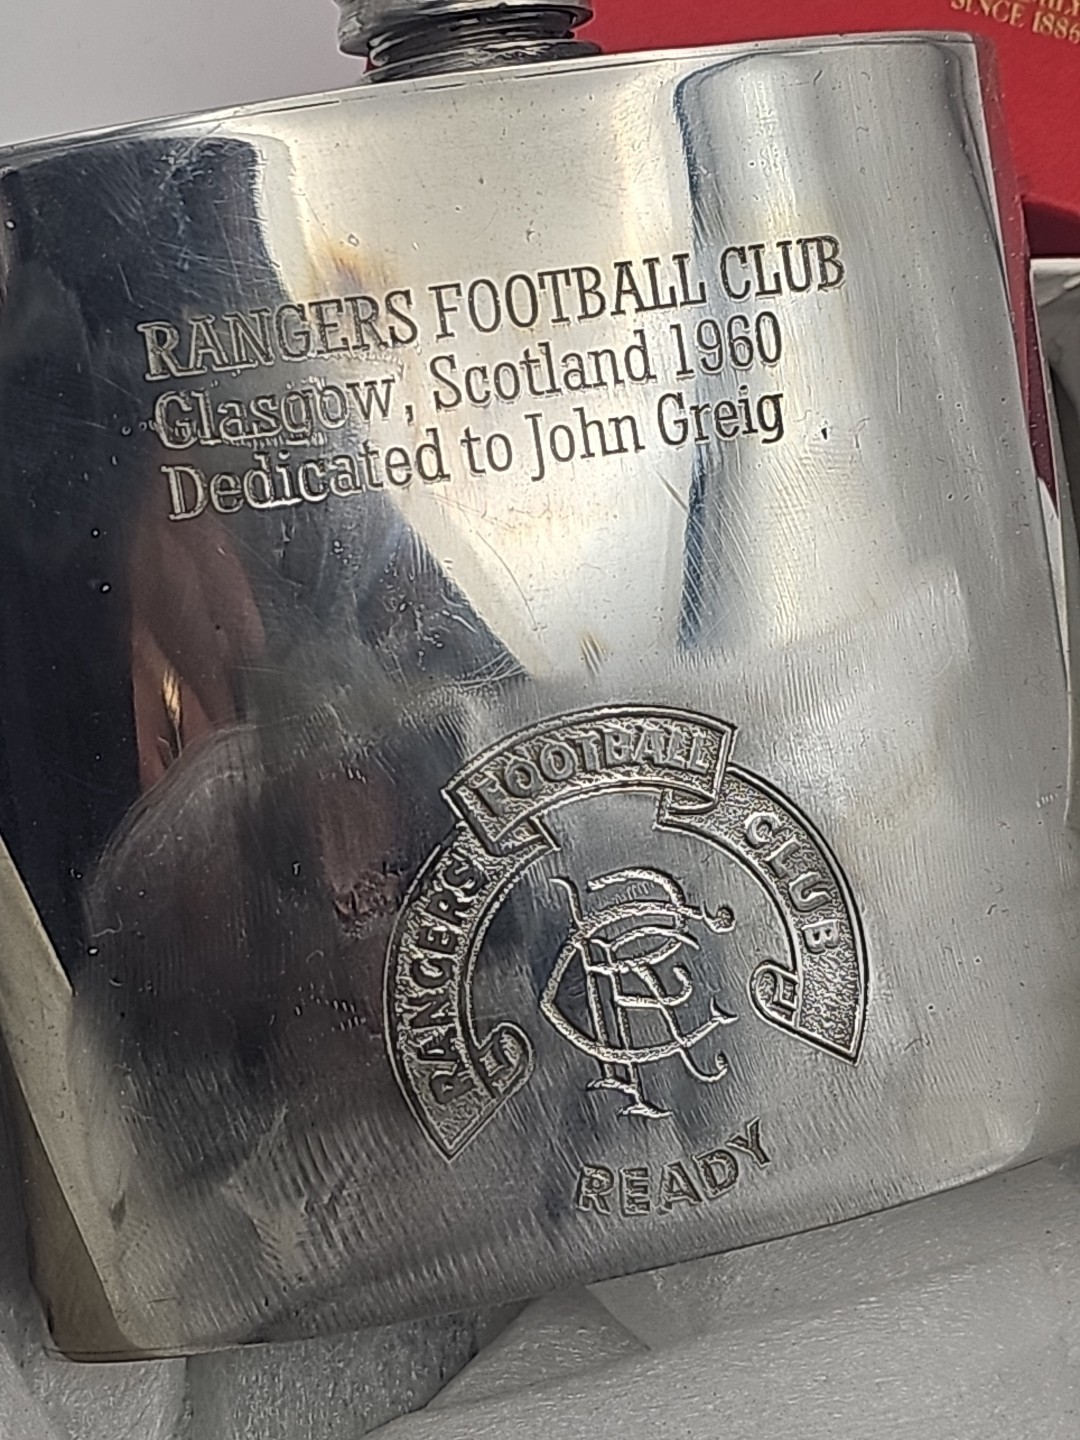 SINCE 1886
RANGERS FOOTBALL CLUB
Glasgow, Scotland 1960
Dedicated to John Greig
RANGERS FOOTBALL CLUB
READY